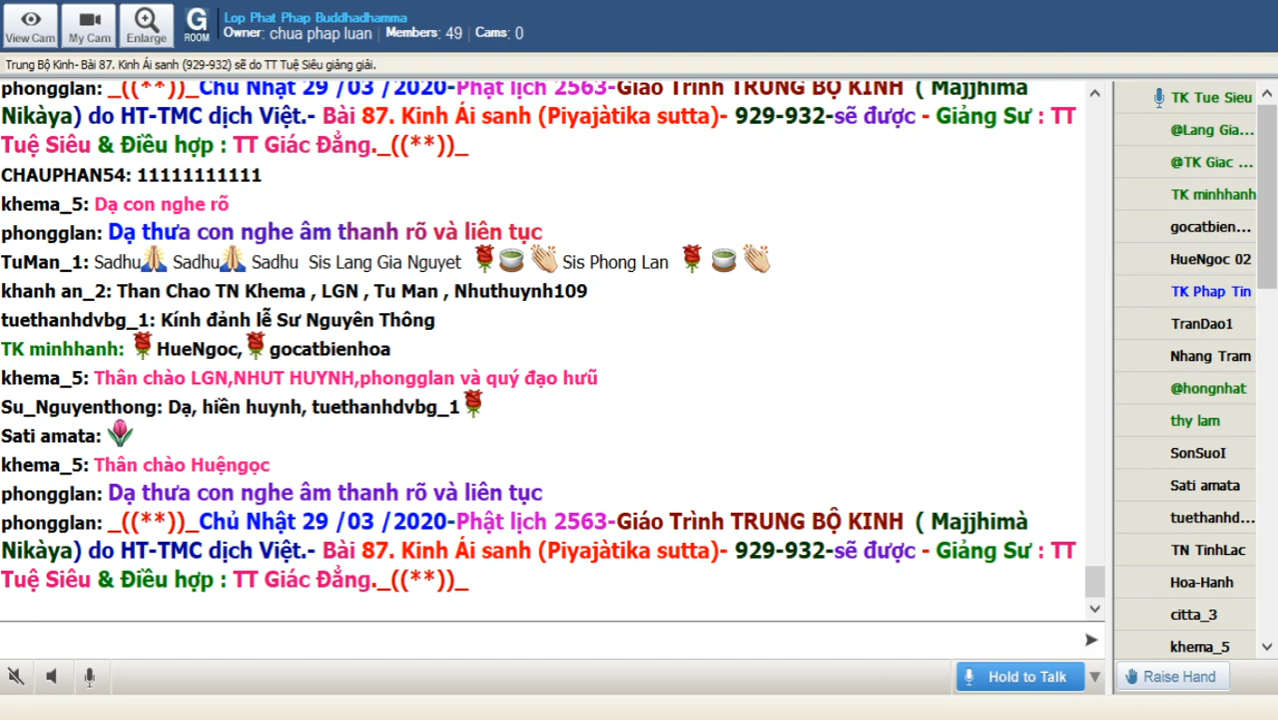 View Cam
My Cam
Enlarge
G ROOM
Lop Phat Phap Buddhadhamma
Owner: chua phap luan | Members: 49 | Cams: 0
Trung Bộ Kinh- Bài 87. Kinh Ái sanh (929-932) sẽ do TT Tuệ Siêu giảng giải.
phongglan: _((**))_Chủ Nhật 29 /03 /2020-Phật lịch 2563-Giáo Trình TRUNG BỘ KINH ( Majjhimà
Nikàya) do HT-TMC dịch Việt.- Bài 87. Kinh Ái sanh (Piyajàtika sutta)- 929-932-sẽ được - Giảng Sư : TT
Tuệ Siêu & Điều hợp : TT Giác Đẳng._((**))_
CHAUPHAN54: 11111111111
khema_5: Dạ con nghe rõ
phongglan: Dạ thưa con nghe âm thanh rõ và liên tục
TuMan_1: Sadhu🙏 Sadhu🙏 Sadhu Sis Lang Gia Nguyet 🌹🍵👏 Sis Phong Lan 🌹🍵👏
khanh an_2: Than Chao TN Khema , LGN , Tu Man , Nhuthuynh109
tuethanhdvbg_1: Kính đảnh lễ Sư Nguyên Thông
TK minhhanh: 🌹HueNgoc,🌹gocatbienhoa
khema_5: Thân chào LGN,NHUT HUYNH,phongglan và quý đạo hưũ
Su_Nguyenthong: Dạ, hiền huynh, tuethanhdvbg_1🌹
Sati amata: 🌷
khema_5: Thân chào Huệngọc
phongglan: Dạ thưa con nghe âm thanh rõ và liên tục
phongglan: _((**))_Chủ Nhật 29 /03 /2020-Phật lịch 2563-Giáo Trình TRUNG BỘ KINH ( Majjhimà
Nikàya) do HT-TMC dịch Việt.- Bài 87. Kinh Ái sanh (Piyajàtika sutta)- 929-932-sẽ được - Giảng Sư : TT
Tuệ Siêu & Điều hợp : TT Giác Đẳng._((**))_
Hold to Talk
TK Tue Sieu
@Lang Gia...
@TK Giac ...
TK minhhanh
gocatbien...
HueNgoc 02
TK Phap Tin
TranDao1
Nhang Tram
@hongnhat
thy lam
SonSuoI
Sati amata
tuethanhd...
TN TinhLac
Hoa-Hanh
citta_3
khema_5
Raise Hand